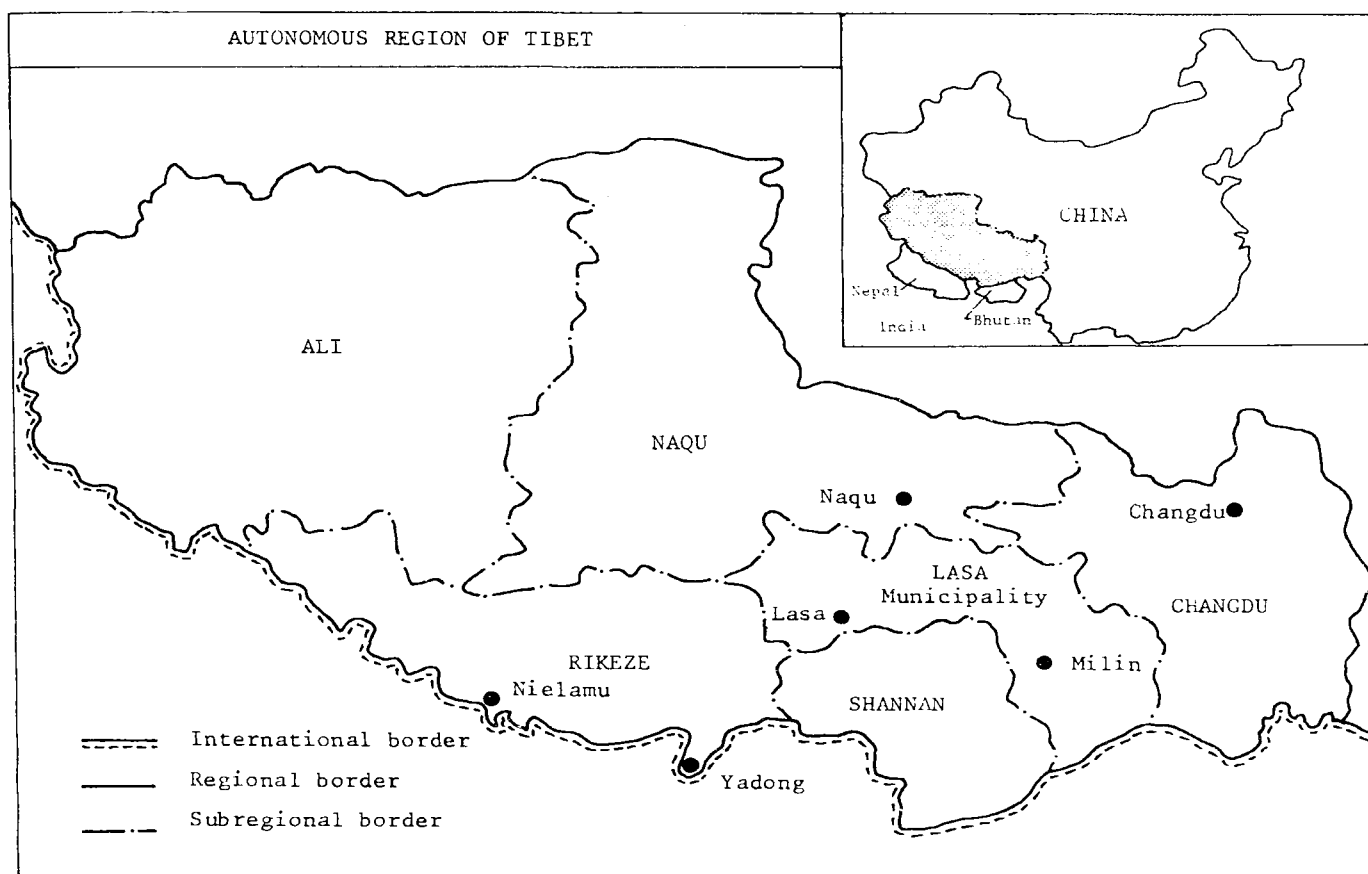 AUTONOMOUS REGION OF TIBET
CHINA
Nepal
India
Bhutan
ALI
NAQU
Naqu
Changdu
LASA
Municipality
Lasa
CHANGDU
RIKEZE
Milin
Nielamu
SHANNAN
Yadong
International border
Regional border
Subregional border